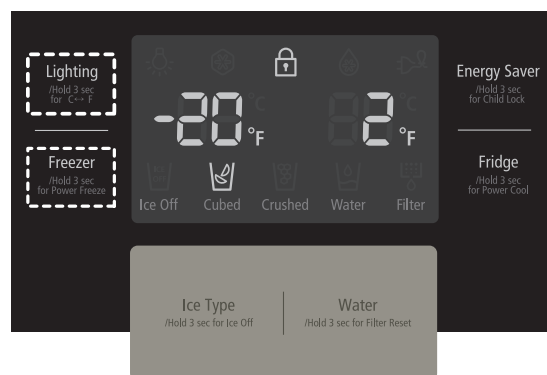 Lighting
/Hold 3 sec
for °C↔°F
Freezer
/Hold 3 sec
for Power Freeze
-20 °C °F
2 °C °F
Ice Off
Cubed
Crushed
Water
Filter
Energy Saver
/Hold 3 sec
for Child Lock
Fridge
/Hold 3 sec
for Power Cool
Ice Type
/Hold 3 sec for Ice Off
Water
/Hold 3 sec for Filter Reset